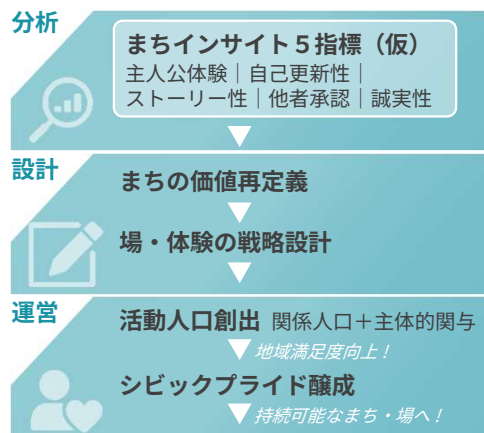 分析
まちインサイト５指標（仮）
主人公体験｜自己更新性｜
ストーリー性｜他者承認｜誠実性
設計
まちの価値再定義
場・体験の戦略設計
運営
活動人口創出 関係人口＋主体的関与
地域満足度向上！
シビックプライド醸成
持続可能なまち・場へ！